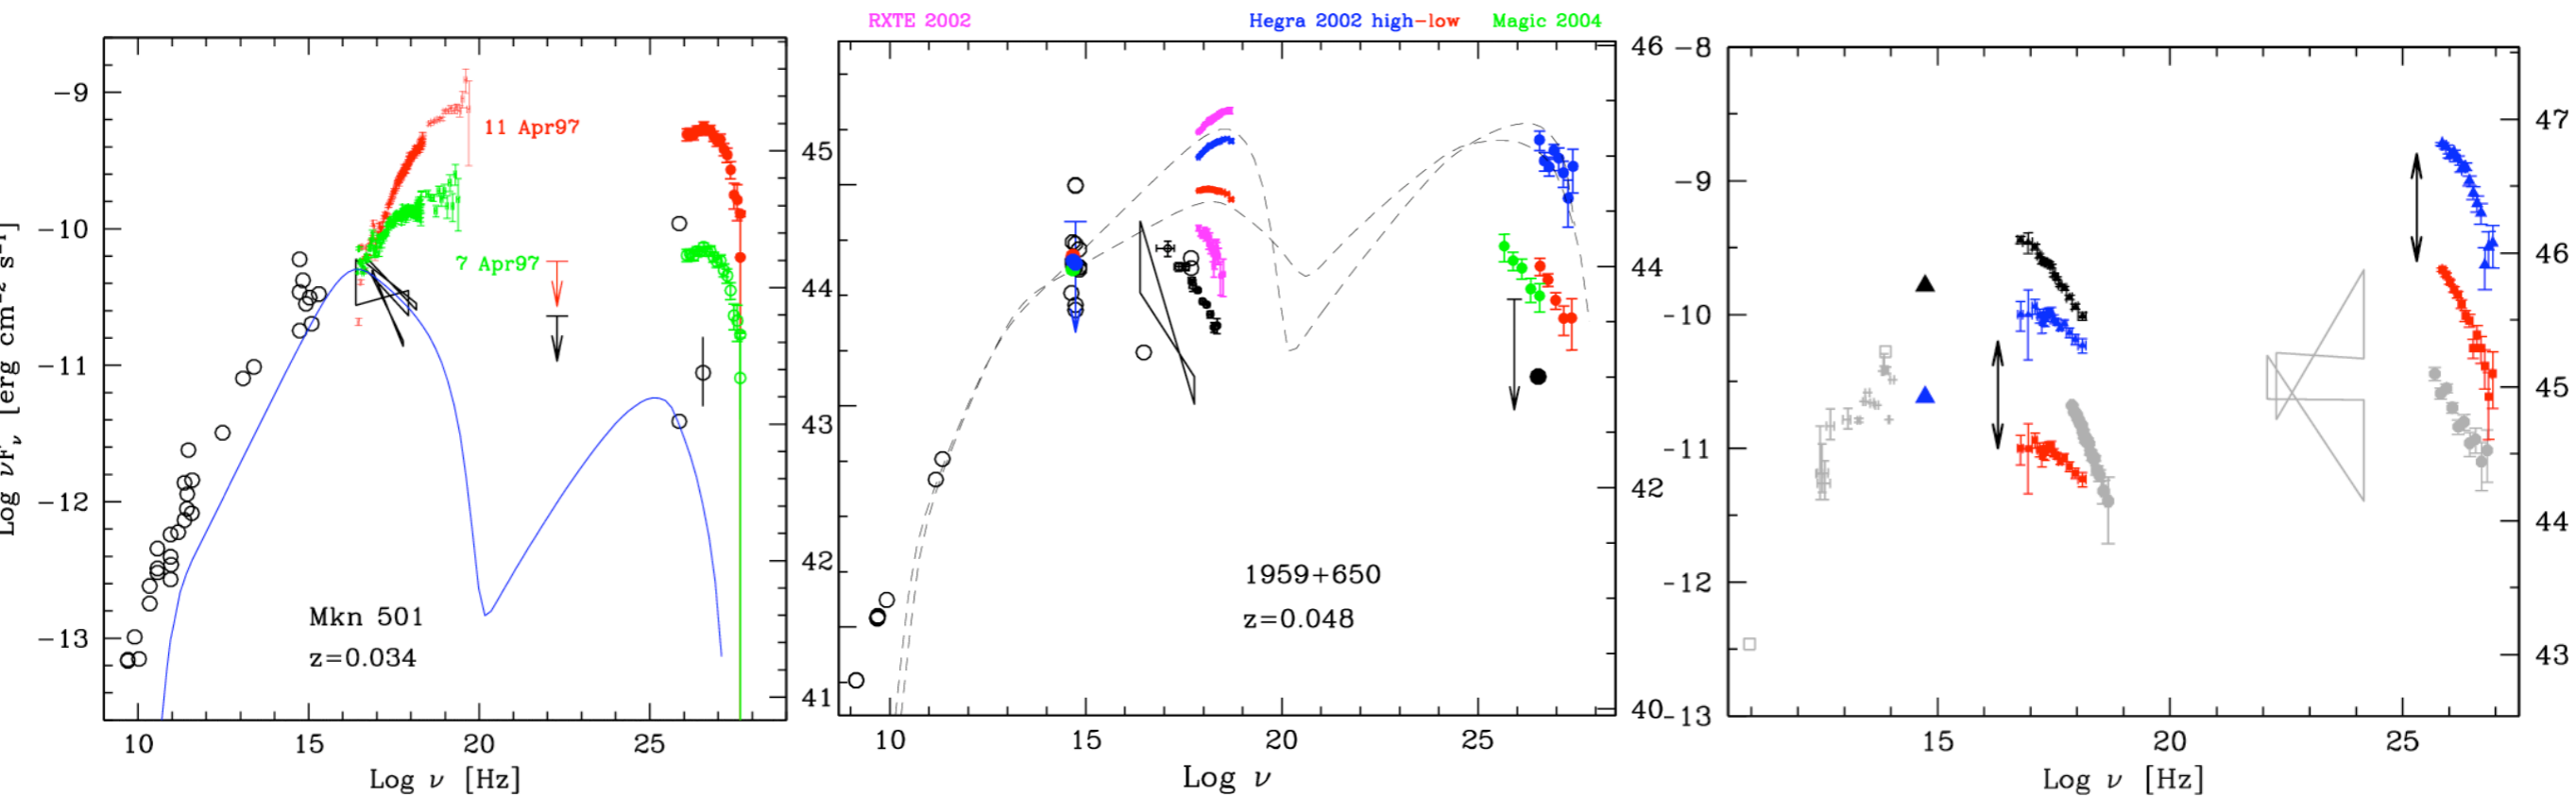 RXTE 2002 Hegra 2002 high-low Magic 2004
Log νFν [erg cm⁻² s⁻¹]
-9
-10
-11
-12
-13
11 Apr97
7 Apr97
Mkn 501
z=0.034
10 15 20 25
Log ν [Hz]
45
44
43
42
41
1959+650
z=0.048
10 15 20 25
Log ν
46
44
42
40
-8
-9
-10
-11
-12
-13
15 20 25
Log ν [Hz]
47
46
45
44
43